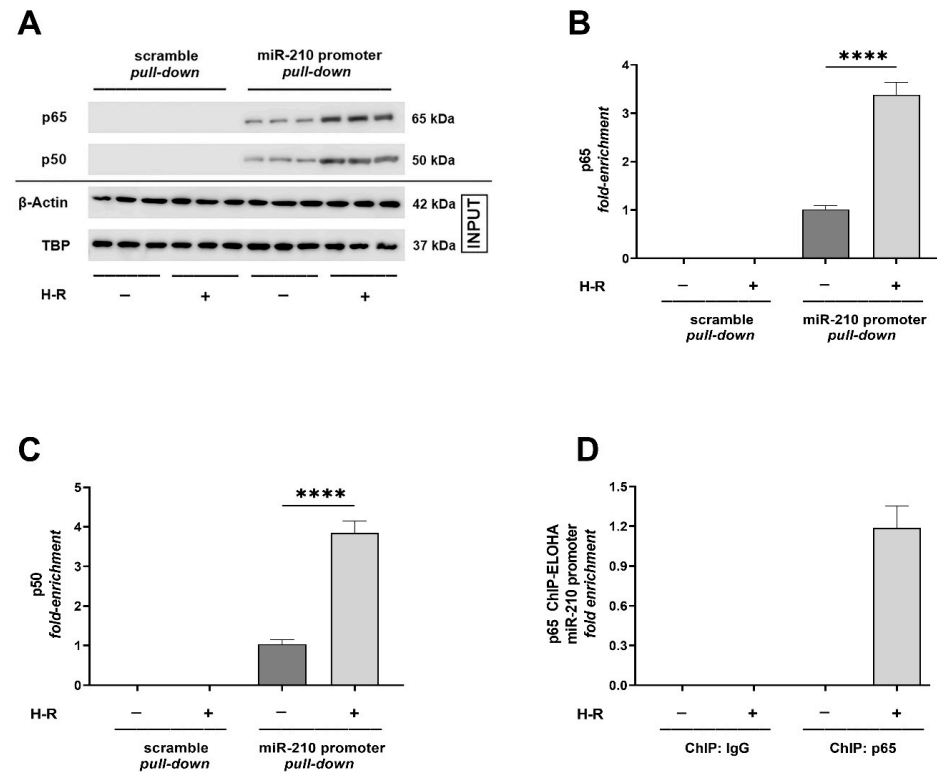 A
scramble
pull-down
miR-210 promoter
pull-down
p65
65 kDa
p50
50 kDa
β-Actin
42 kDa
TBP
37 kDa
INPUT
H-R
– + – +
B
****
p65
fold-enrichment
4
3
2
1
0
H-R
– + – +
scramble
pull-down
miR-210 promoter
pull-down
C
****
p50
fold-enrichment
5
4
3
2
1
0
H-R
– + – +
scramble
pull-down
miR-210 promoter
pull-down
D
p65 ChIP-ELOHA
miR-210 promoter
fold enrichment
1.5
1.2
0.9
0.6
0.3
0.0
H-R
– + – +
ChIP: IgG
ChIP: p65